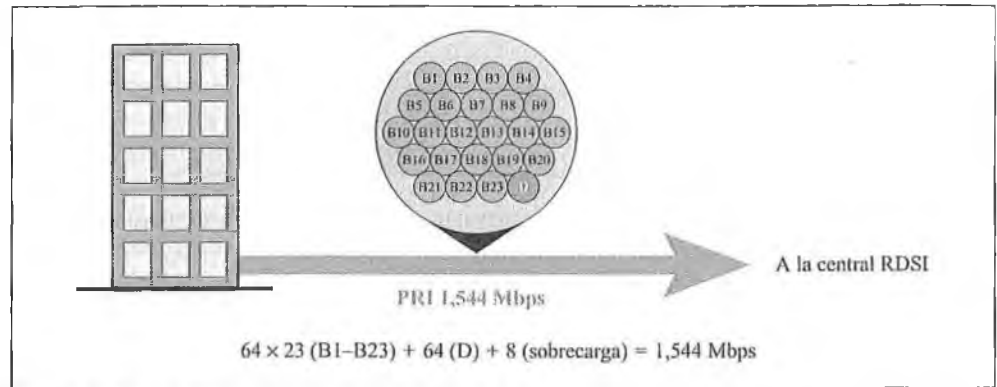 B1 B2 B3 B4
B5 B6 B7 B8 B9
B10 B11 B12 B13 B14 B15
B16 B17 B18 B19 B20
B21 B22 B23 D
PRI 1,544 Mbps
A la central RDSI
64 × 23 (B1–B23) + 64 (D) + 8 (sobrecarga) = 1,544 Mbps